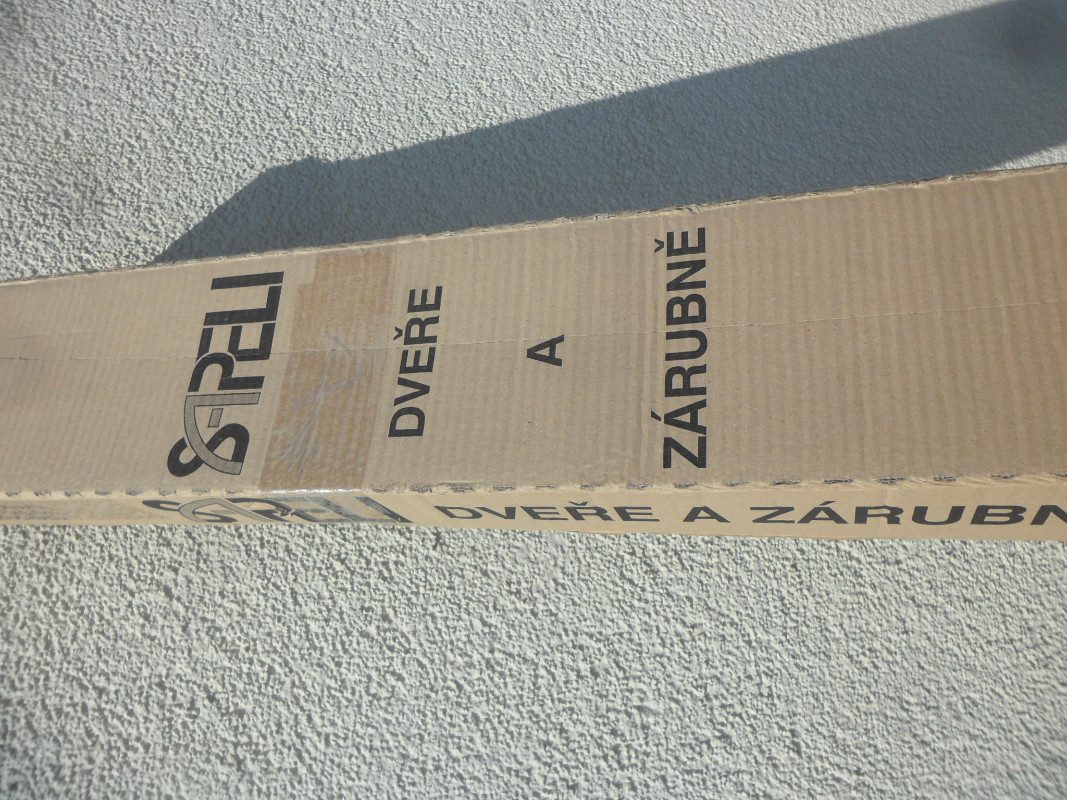 SAPELI
DVEŘE
A
ZÁRUBNĚ
SAPELI DVEŘE A ZÁRUBN